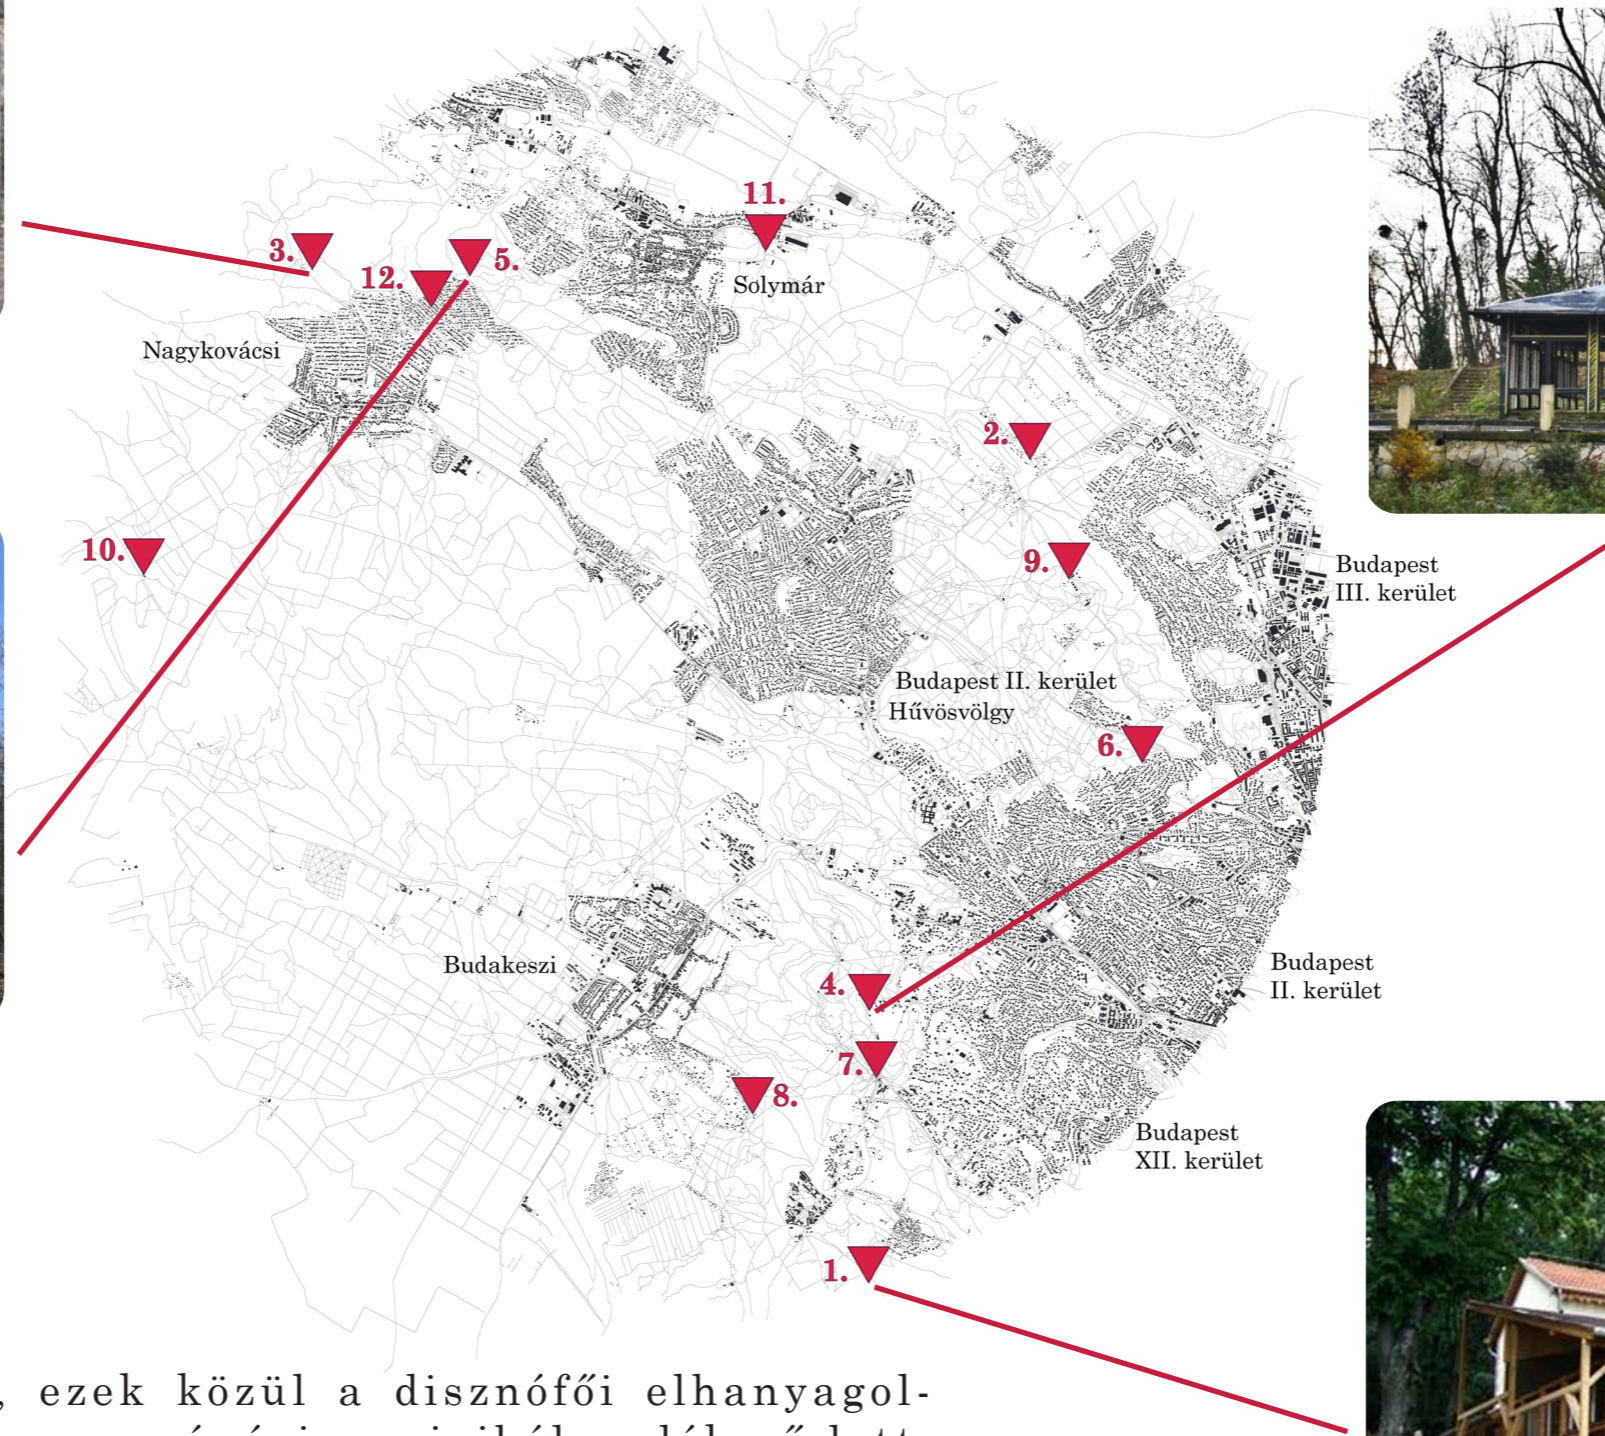 11.
3.
5.
12.
Solymár
Nagykovácsi
2.
10.
9.
Budapest
III. kerület
Budapest II. kerület
Hűvösvölgy
6.
Budakeszi
Budapest
II. kerület
4.
7.
8.
Budapest
XII. kerület
1.
, ezek közül a disznófői elhanyagol-